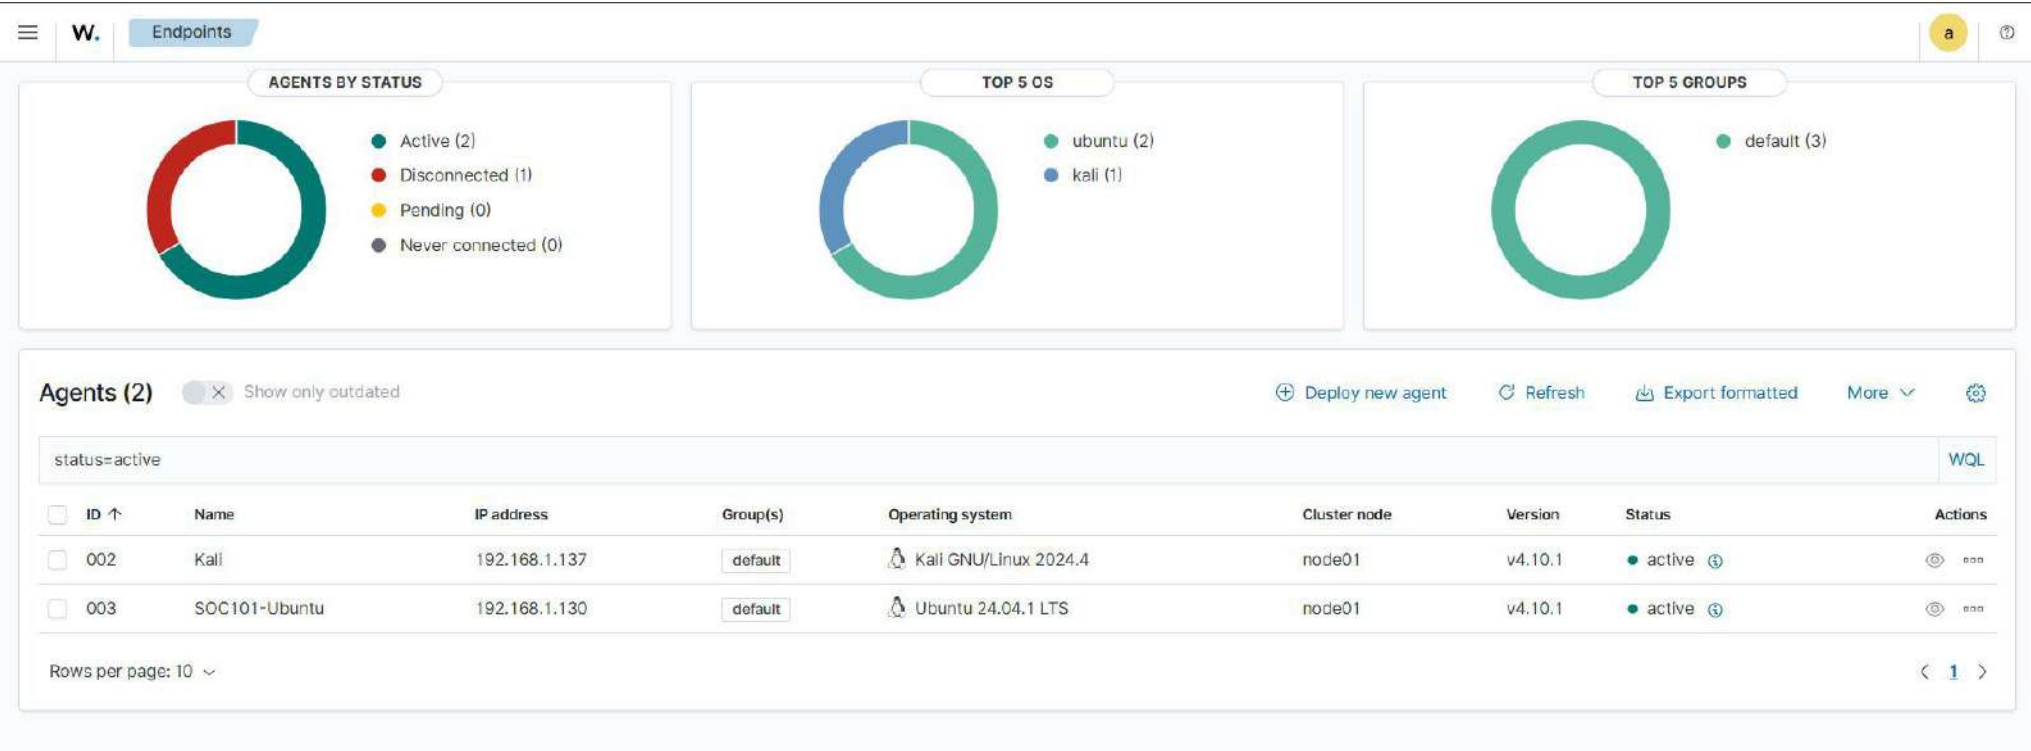 W. Endpoints a
AGENTS BY STATUS
Active (2)
Disconnected (1)
Pending (0)
Never connected (0)
TOP 5 OS
ubuntu (2)
kali (1)
TOP 5 GROUPS
default (3)
Agents (2) Show only outdated Deploy new agent Refresh Export formatted More
status=active WQL
ID Name IP address Group(s) Operating system Cluster node Version Status Actions
002 Kali 192.168.1.137 default Kali GNU/Linux 2024.4 node01 v4.10.1 active
003 SOC101-Ubuntu 192.168.1.130 default Ubuntu 24.04.1 LTS node01 v4.10.1 active
Rows per page: 10 1